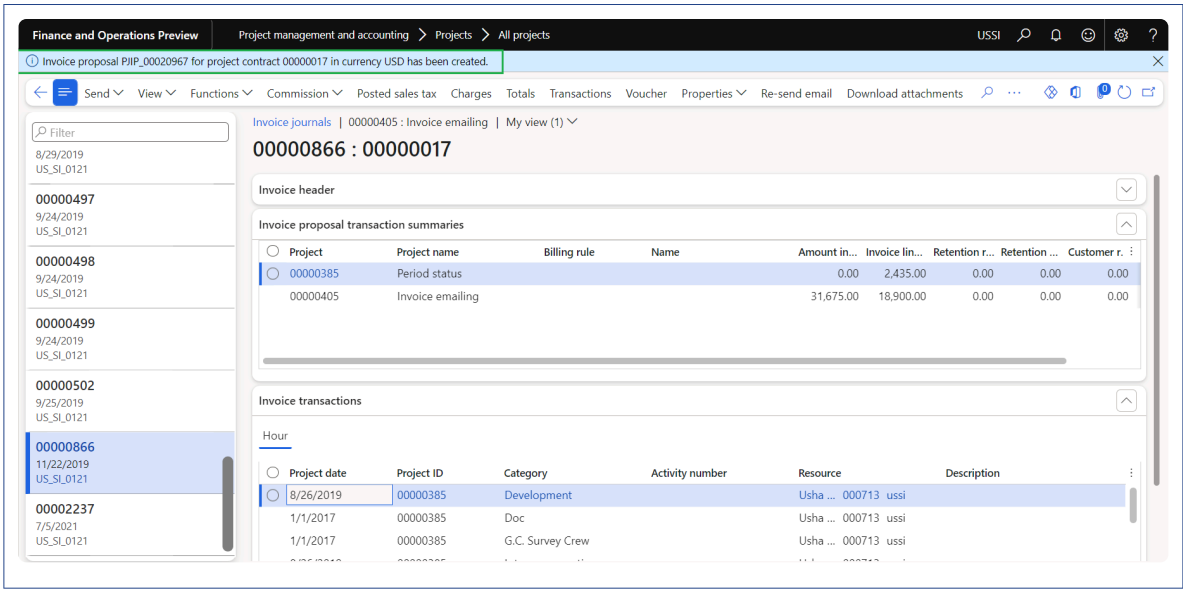 Finance and Operations Preview Project management and accounting > Projects > All projects USSI ?
Invoice proposal PJIP_00020967 for project contract 00000017 in currency USD has been created.
Send View Functions Commission Posted sales tax Charges Totals Transactions Voucher Properties Re-send email Download attachments ... 0
Filter
8/29/2019
US_SI_0121
00000497
9/24/2019
US_SI_0121
00000498
9/24/2019
US_SI_0121
00000499
9/24/2019
US_SI_0121
00000502
9/25/2019
US_SI_0121
00000866
11/22/2019
US_SI_0121
00002237
7/5/2021
US_SI_0121
Invoice journals | 00000405 : Invoice emailing | My view (1)
00000866 : 00000017
Invoice header
Invoice proposal transaction summaries
Project Project name Billing rule Name Amount in... Invoice lin... Retention r... Retention ... Customer r.
00000385 Period status 0.00 2,435.00 0.00 0.00 0.00
00000405 Invoice emailing 31,675.00 18,900.00 0.00 0.00 0.00
Invoice transactions
Hour
Project date Project ID Category Activity number Resource Description
8/26/2019 00000385 Development Usha ... 000713 ussi
1/1/2017 00000385 Doc Usha ... 000713 ussi
1/1/2017 00000385 G.C. Survey Crew Usha ... 000713 ussi